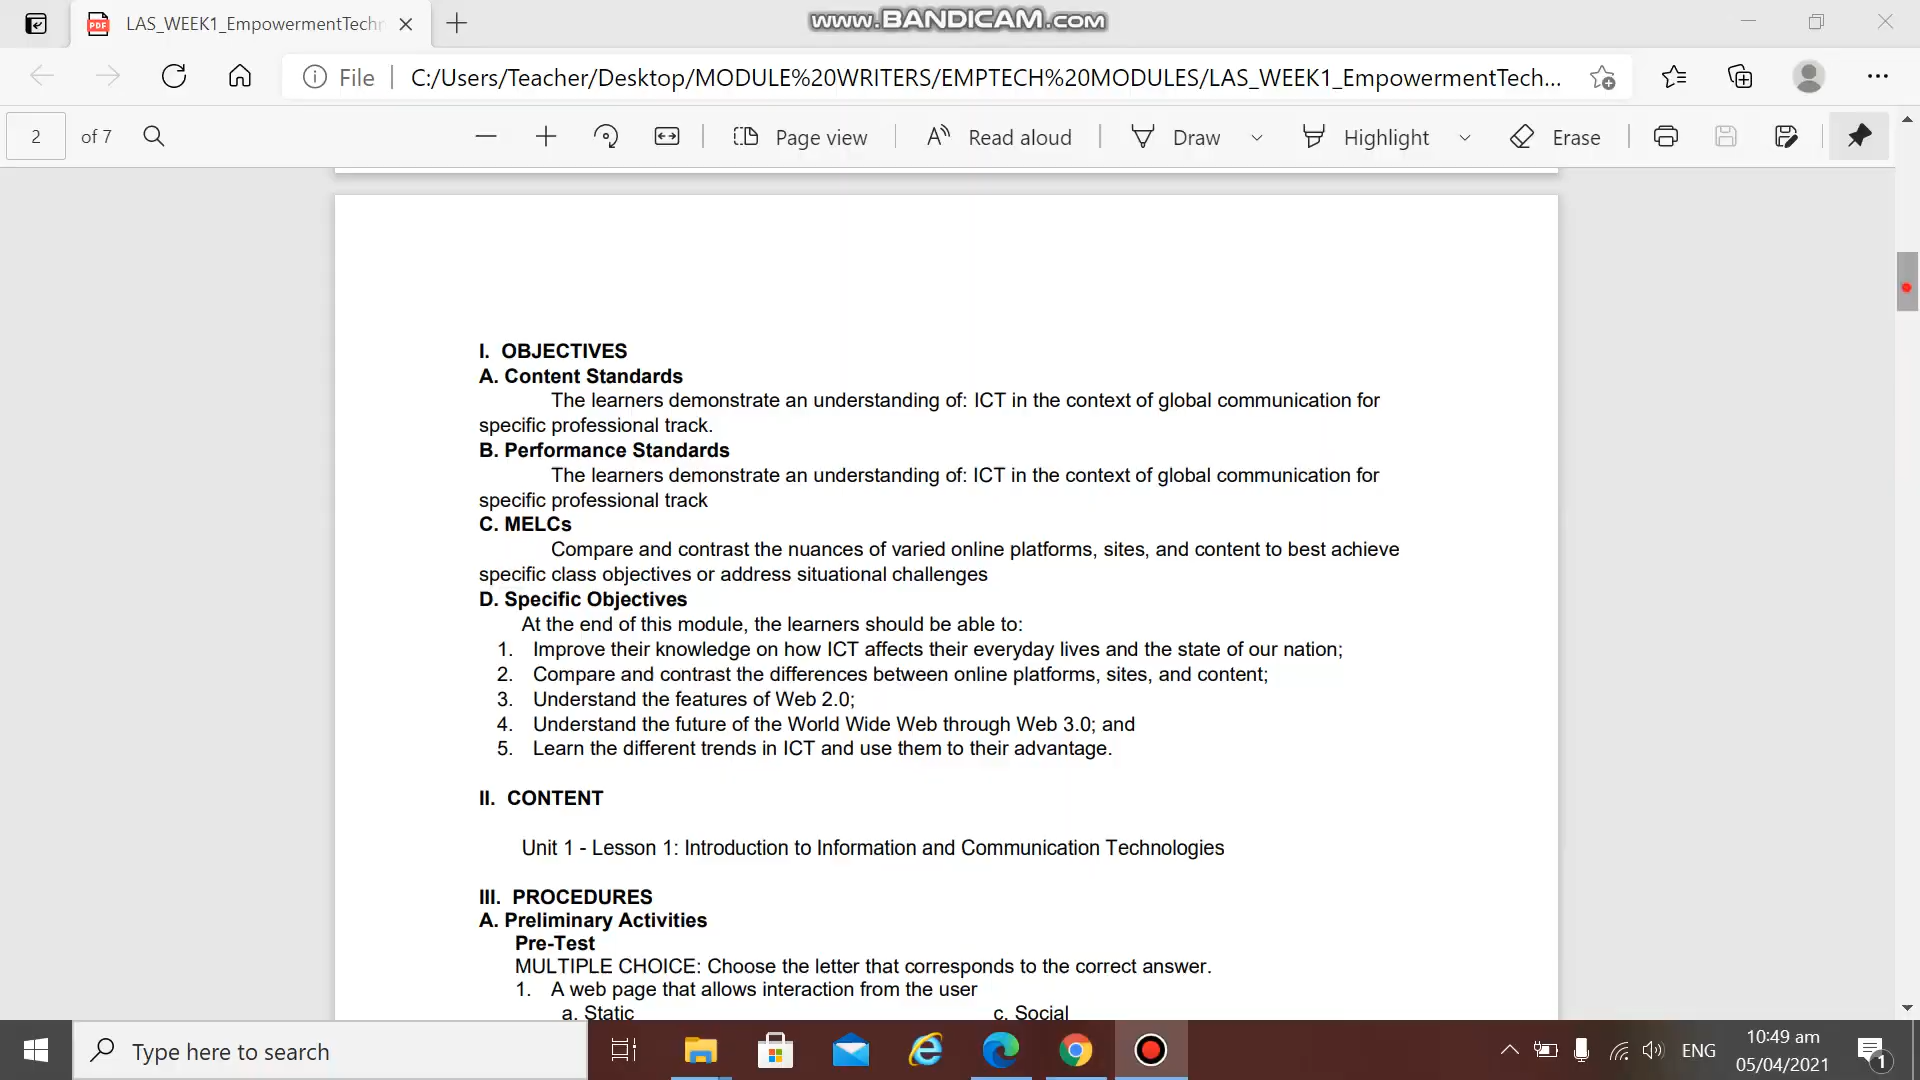 LAS_WEEK1_EmpowermentTechn
www.BANDICAM.com
File
C:/Users/Teacher/Desktop/MODULE%20WRITERS/EMPTECH%20MODULES/LAS_WEEK1_EmpowermentTech...
2 of 7
Page view
Read aloud
Draw
Highlight
Erase
I. OBJECTIVES
A. Content Standards
The learners demonstrate an understanding of: ICT in the context of global communication for
specific professional track.
B. Performance Standards
The learners demonstrate an understanding of: ICT in the context of global communication for
specific professional track
C. MELCs
Compare and contrast the nuances of varied online platforms, sites, and content to best achieve
specific class objectives or address situational challenges
D. Specific Objectives
At the end of this module, the learners should be able to:
1. Improve their knowledge on how ICT affects their everyday lives and the state of our nation;
2. Compare and contrast the differences between online platforms, sites, and content;
3. Understand the features of Web 2.0;
4. Understand the future of the World Wide Web through Web 3.0; and
5. Learn the different trends in ICT and use them to their advantage.
II. CONTENT
Unit 1 - Lesson 1: Introduction to Information and Communication Technologies
III. PROCEDURES
A. Preliminary Activities
Pre-Test
MULTIPLE CHOICE: Choose the letter that corresponds to the correct answer.
1. A web page that allows interaction from the user
a. Static c. Social
Type here to search
ENG
10:49 am
05/04/2021
1